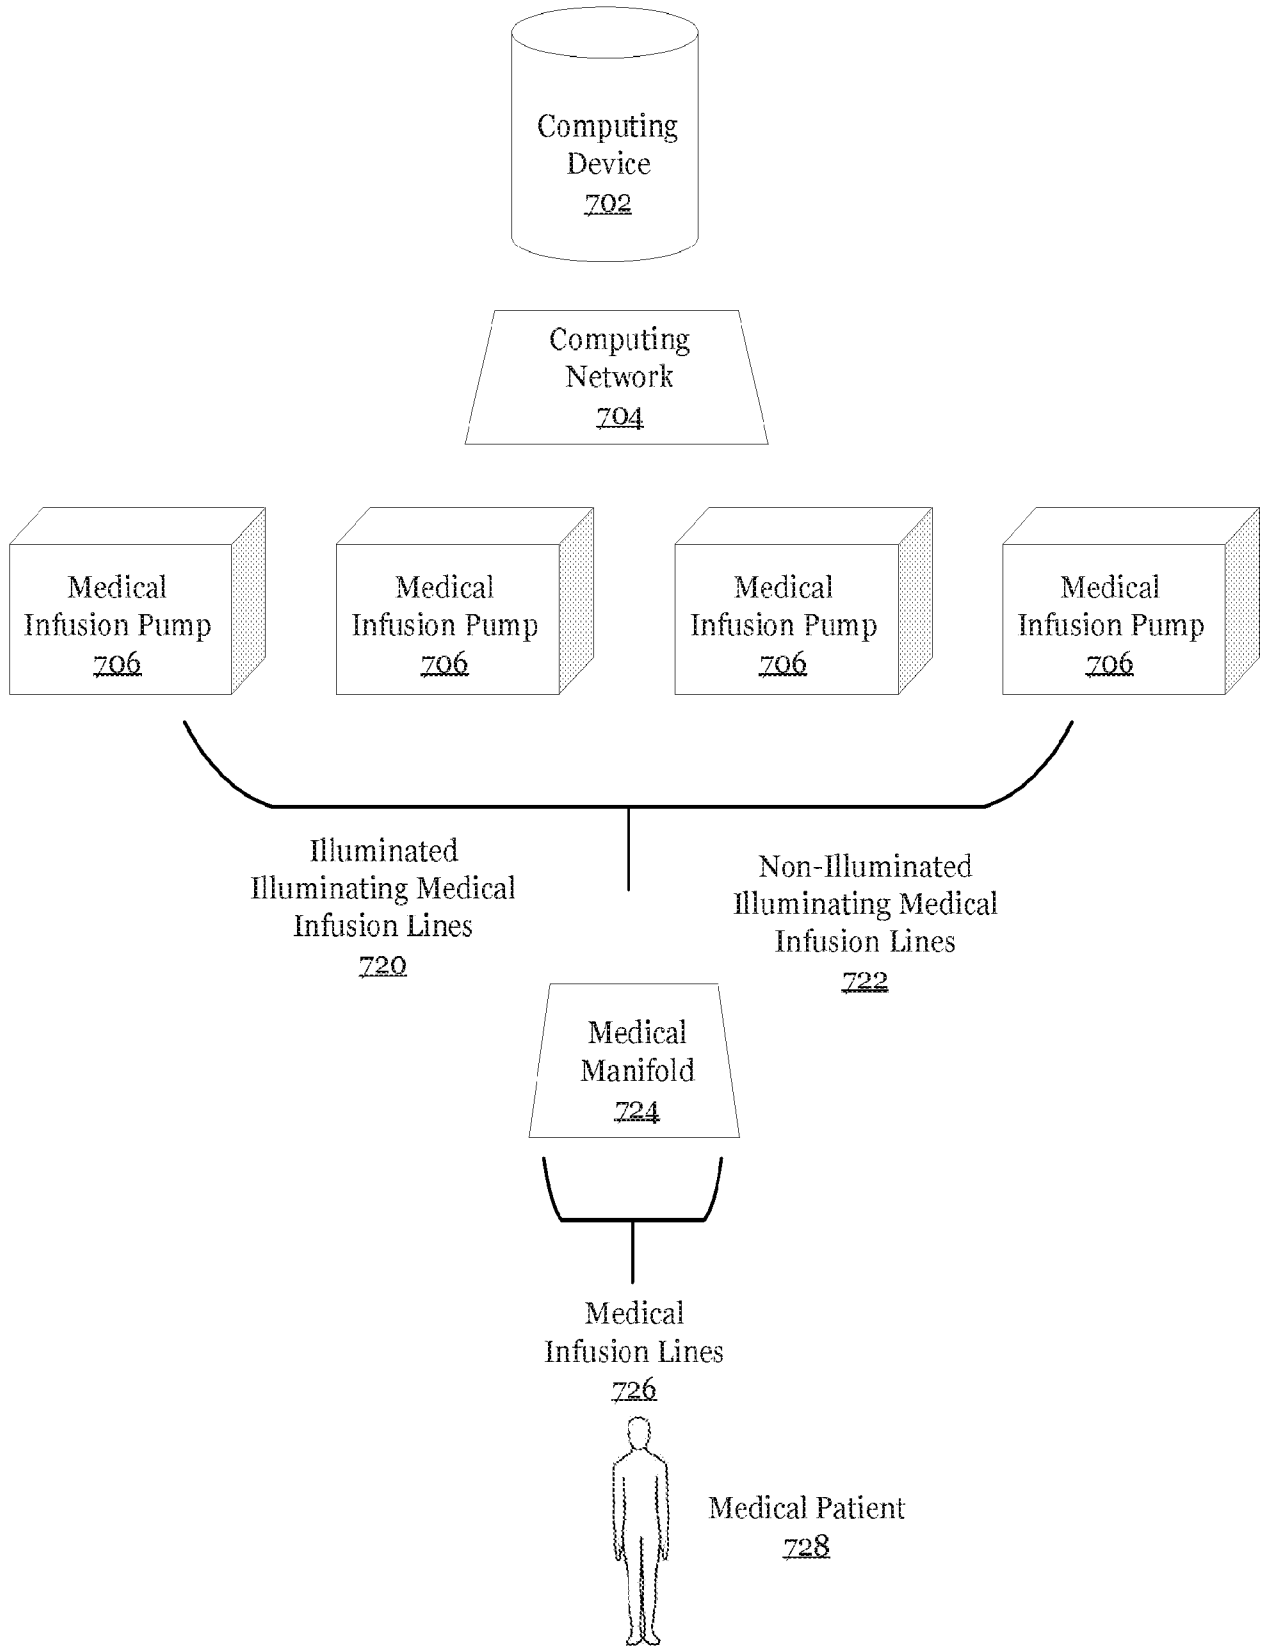 Computing
Device
702
Computing
Network
704
Medical
Infusion Pump
706
Medical
Infusion Pump
706
Medical
Infusion Pump
706
Medical
Infusion Pump
706
Illuminated
Illuminating Medical
Infusion Lines
720
Non-Illuminated
Illuminating Medical
Infusion Lines
722
Medical
Manifold
724
Medical
Infusion Lines
726
Medical Patient
728